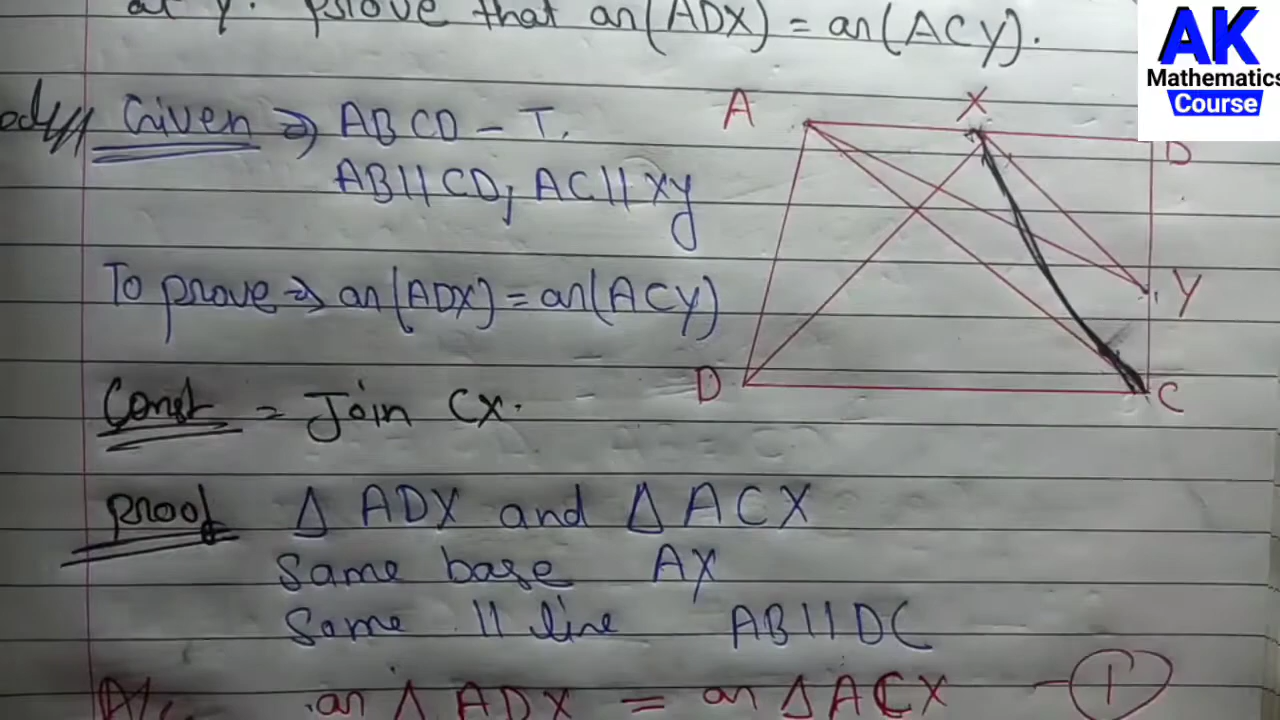 at Y. Prove that ar(ADX) = ar(ACY).
AK
Mathematics
Course
Given ⇒ ABCD - T.
AB||CD, AC||XY
To prove ⇒ ar(ADX) = ar(ACY)
Const = Join CX.
Proof Δ ADX and Δ ACX
Same base AX
Same || line AB||DC
ar Δ ADX = ar Δ ACX - 1
A
X
B
Y
D
C